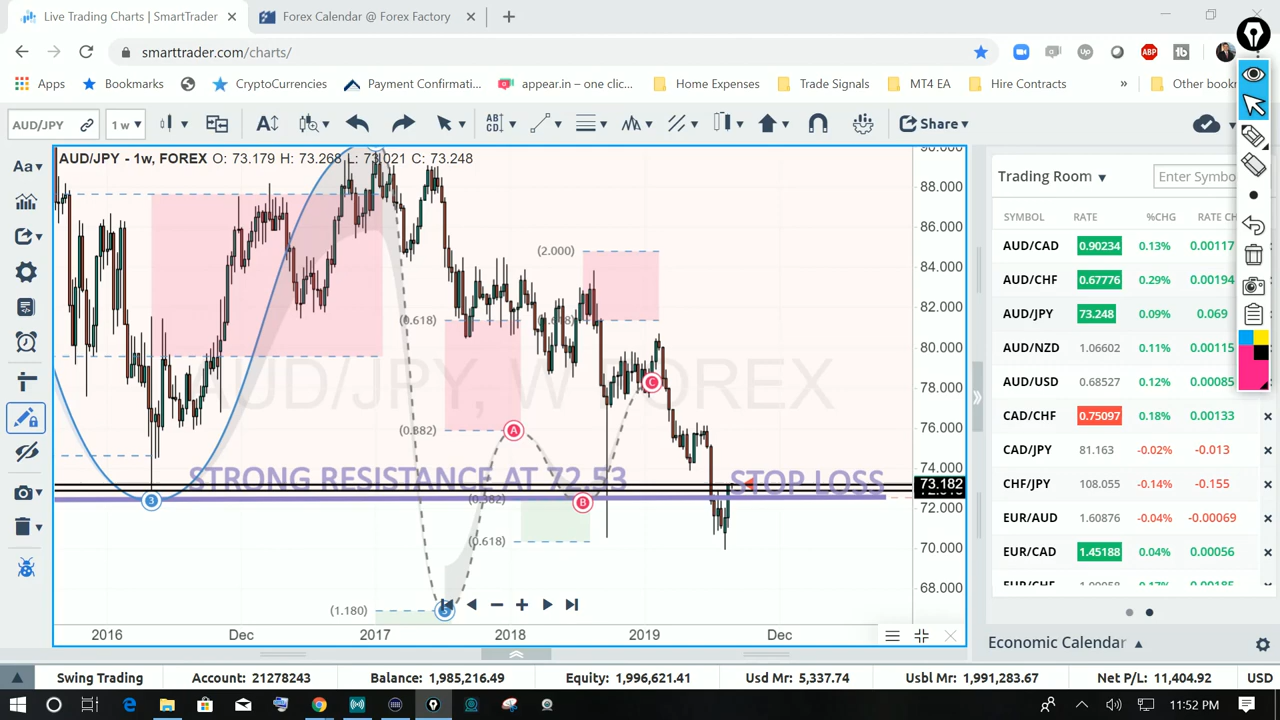 Live Trading Charts | SmartTrader
Forex Calendar @ Forex Factory
smarttrader.com/charts/
ABP
Apps Bookmarks CryptoCurrencies Payment Confirmati... appear.in — one clic... Home Expenses Trade Signals MT4 EA Hire Contracts » Other book
AUD/JPY 1 w Share
Aa
AUD/JPY - 1w, FOREX O: 73.179 H: 73.268 L: 73.021 C: 73.248
AUD/JPY, W FOREX
88.000
86.000
84.000
82.000
80.000
78.000
76.000
74.000
73.182
72.000
70.000
68.000
(2.000)
(0.618)
(0.882)
A
C
STRONG RESISTANCE AT 72.53
STOP LOSS
3
B
(0.382)
(0.618)
(1.180)
5
2016 Dec 2017 2018 2019 Dec
Trading Room
Enter Symbo
SYMBOL RATE %CHG RATE CH
AUD/CAD 0.90234 0.13% 0.00117
AUD/CHF 0.67776 0.29% 0.00194
AUD/JPY 73.248 0.09% 0.069
AUD/NZD 1.06602 0.11% 0.00115
AUD/USD 0.68527 0.12% 0.00085
CAD/CHF 0.75097 0.18% 0.00133
CAD/JPY 81.163 -0.02% -0.013
CHF/JPY 108.055 -0.14% -0.155
EUR/AUD 1.60876 -0.04% -0.00069
EUR/CAD 1.45188 0.04% 0.00056
Economic Calendar
Swing Trading Account: 21278243 Balance: 1,985,216.49 Equity: 1,996,621.41 Usd Mr: 5,337.74 Usbl Mr: 1,991,283.67 Net P/L: 11,404.92 USD
11:52 PM